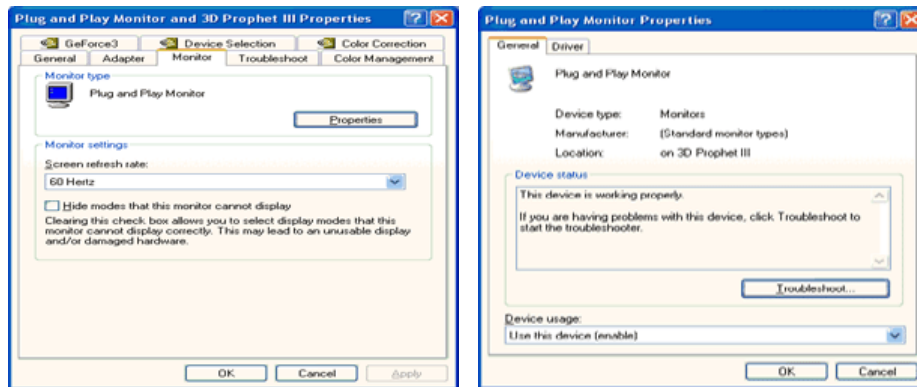 Plug and Play Monitor and 3D Prophet III Properties
GeForce3 Device Selection Color Correction
General Adapter Monitor Troubleshoot Color Management
Monitor type
Plug and Play Monitor
Properties
Monitor settings
Screen refresh rate:
60 Hertz
Hide modes that this monitor cannot display
Clearing this check box allows you to select display modes that this
monitor cannot display correctly. This may lead to an unusable display
and/or damaged hardware.
OK Cancel Apply
Plug and Play Monitor Properties
General Driver
Plug and Play Monitor
Device type: Monitors
Manufacturer: (Standard monitor types)
Location: on 3D Prophet III
Device status
This device is working properly.
If you are having problems with this device, click Troubleshoot to
start the troubleshooter.
Troubleshoot...
Device usage:
Use this device (enable)
OK Cancel